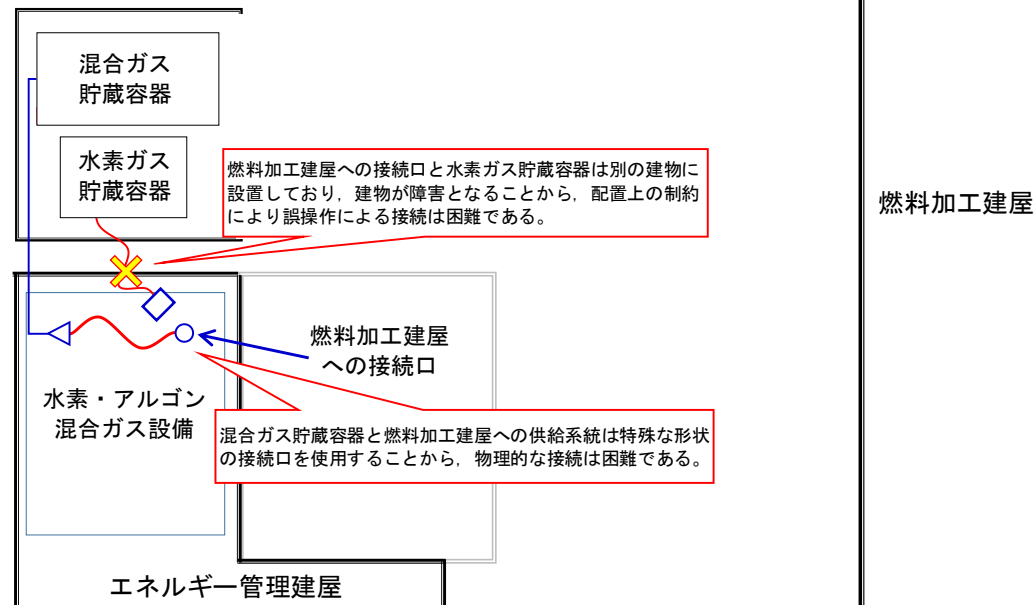 混合ガス
貯蔵容器
水素ガス
貯蔵容器
燃料加工建屋への接続口と水素ガス貯蔵容器は別の建物に
設置しており，建物が障害となることから，配置上の制約
により誤操作による接続は困難である。
燃料加工建屋
燃料加工建屋
への接続口
水素・アルゴン
混合ガス設備
混合ガス貯蔵容器と燃料加工建屋への供給系統は特殊な形状
の接続口を使用することから，物理的な接続は困難である。
エネルギー管理建屋